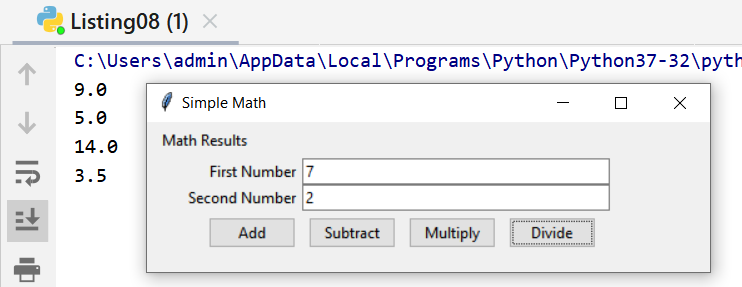 Listing08 (1)
C:\Users\admin\AppData\Local\Programs\Python\Python37-32\pyth
9.0
5.0
14.0
3.5
Simple Math
Math Results
First Number 7
Second Number 2
Add Subtract Multiply Divide